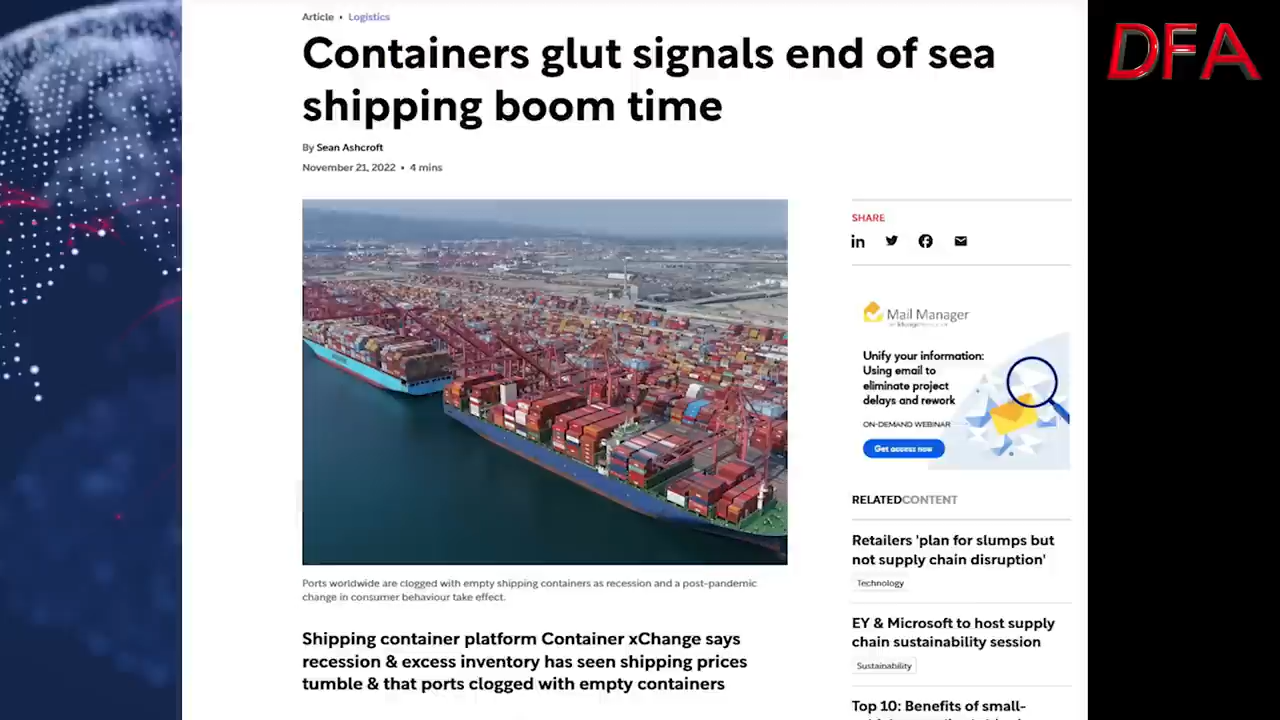 DFA
Article • Logistics
Containers glut signals end of sea
shipping boom time
By Sean Ashcroft
November 21, 2022 • 4 mins
SHARE
Mail Manager
Unify your information:
Using email to
eliminate project
delays and rework
ON-DEMAND WEBINAR
Get access now
RELATEDCONTENT
Retailers 'plan for slumps but
not supply chain disruption'
Technology
EY & Microsoft to host supply
chain sustainability session
Sustainability
Top 10: Benefits of small-
Ports worldwide are clogged with empty shipping containers as recession and a post-pandemic
change in consumer behaviour take effect.
Shipping container platform Container xChange says
recession & excess inventory has seen shipping prices
tumble & that ports clogged with empty containers